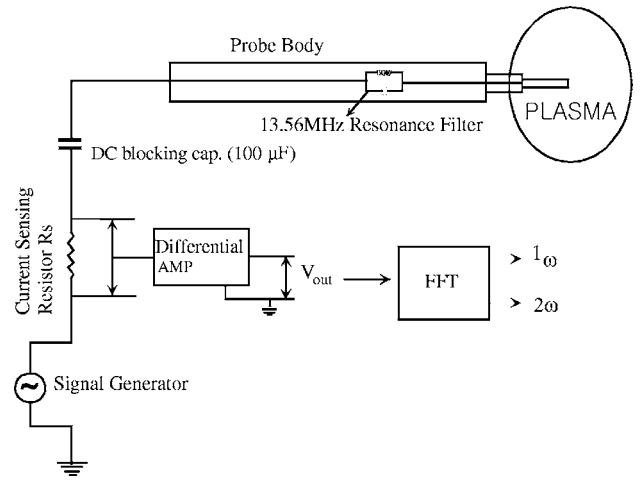 Probe Body
PLASMA
13.56MHz Resonance Filter
DC blocking cap. (100 μF)
Current Sensing
Resistor Rs
Differential
AMP
Vout
FFT
1ω
2ω
Signal Generator